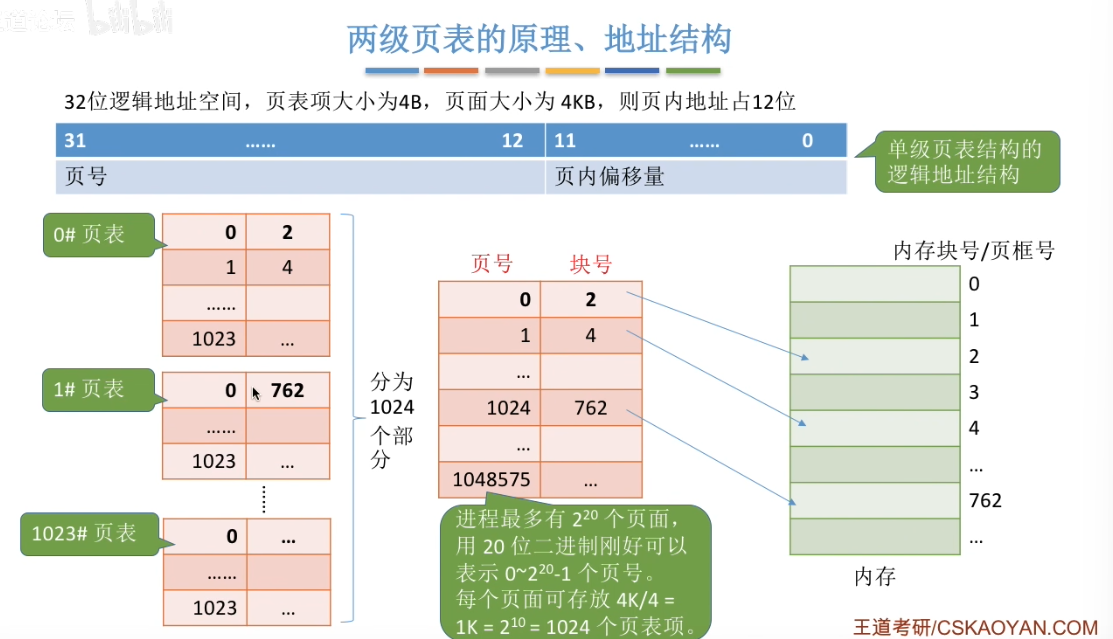 bilibili
两级页表的原理、地址结构
32位逻辑地址空间，页表项大小为4B，页面大小为 4KB，则页内地址占12位
31 …… 12 11 …… 0
页号 页内偏移量
单级页表结构的
逻辑地址结构
0# 页表
0 2
1 4
……
1023 …
1# 页表
0 762
……
1023 …
1023# 页表
0 …
……
1023 …
分为
1024
个部
分
页号 块号
0 2
1 4
…
1024 762
…
1048575 …
进程最多有 2²⁰ 个页面，
用 20 位二进制刚好可以
表示 0~2²⁰-1 个页号。
每个页面可存放 4K/4 =
1K = 2¹⁰ = 1024 个页表项。
内存块号/页框号
0
1
2
3
4
…
762
…
内存
王道考研/CSKAOYAN.COM